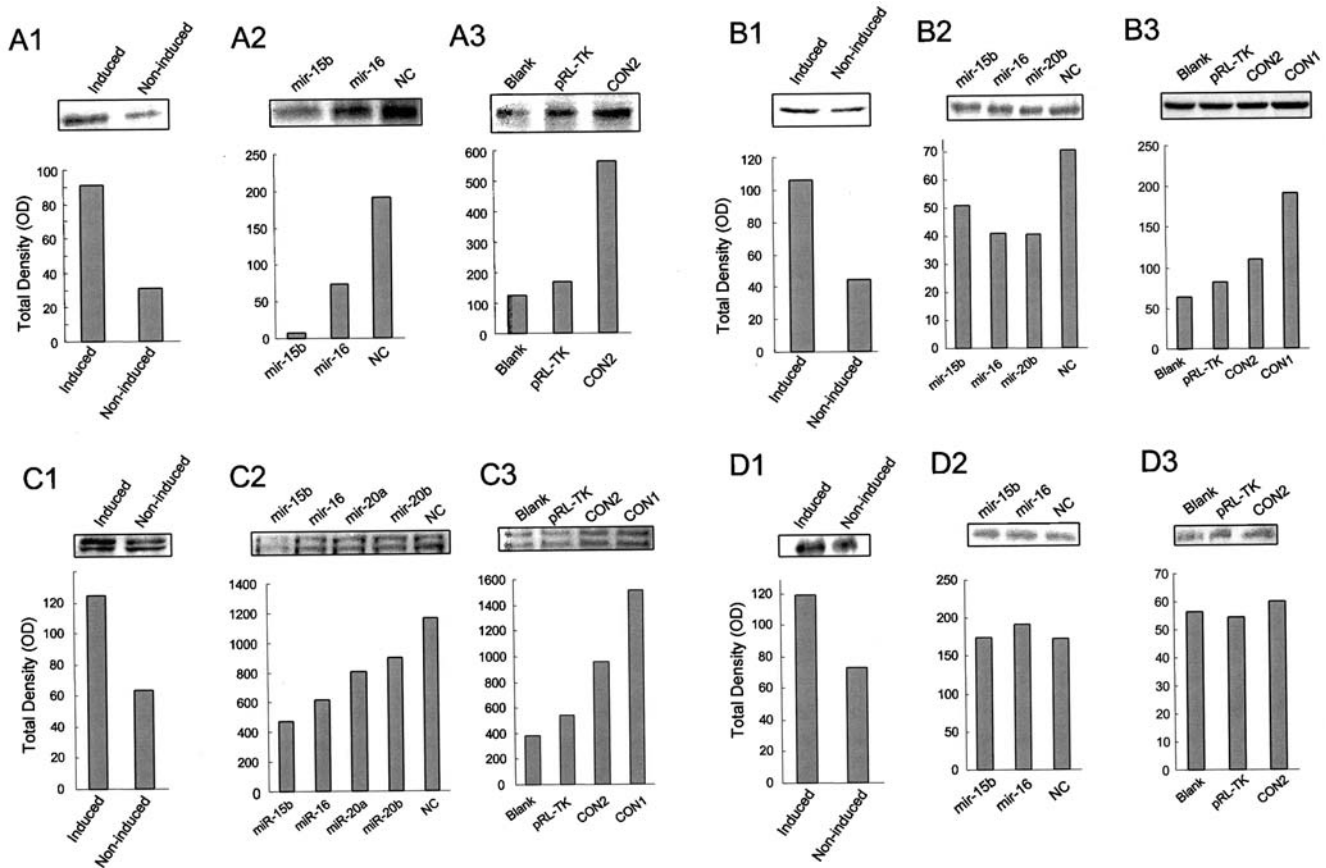 A1
Induced
Non-induced
Total Density (OD)
100
80
60
40
20
0
Induced
Non-induced
A2
mir-15b
mir-16
NC
250
200
150
100
50
0
mir-15b
mir-16
NC
A3
Blank
pRL-TK
CON2
600
500
400
300
200
100
0
Blank
pRL-TK
CON2
B1
Induced
Non-induced
Total Density (OD)
120
100
80
60
40
20
0
Induced
Non-induced
B2
mir-15b
mir-16
mir-20b
NC
70
60
50
40
30
20
10
0
mir-15b
mir-16
mir-20b
NC
B3
Blank
pRL-TK
CON2
CON1
250
200
150
100
50
0
Blank
pRL-TK
CON2
CON1
C1
Induced
Non-induced
Total Density (OD)
120
100
80
60
40
20
0
Induced
Non-induced
C2
mir-15b
mir-16
mir-20a
mir-20b
NC
1400
1200
1000
800
600
400
200
0
miR-15b
miR-16
miR-20a
miR-20b
NC
C3
Blank
pRL-TK
CON2
CON1
1600
1400
1200
1000
800
600
400
200
0
Blank
pRL-TK
CON2
CON1
D1
Induced
Non-induced
Total Density (OD)
120
100
80
60
40
20
0
Induced
Non-induced
D2
mir-15b
mir-16
NC
250
200
150
100
50
0
mir-15b
mir-16
NC
D3
Blank
pRL-TK
CON2
70
60
50
40
30
20
10
0
Blank
pRL-TK
CON2